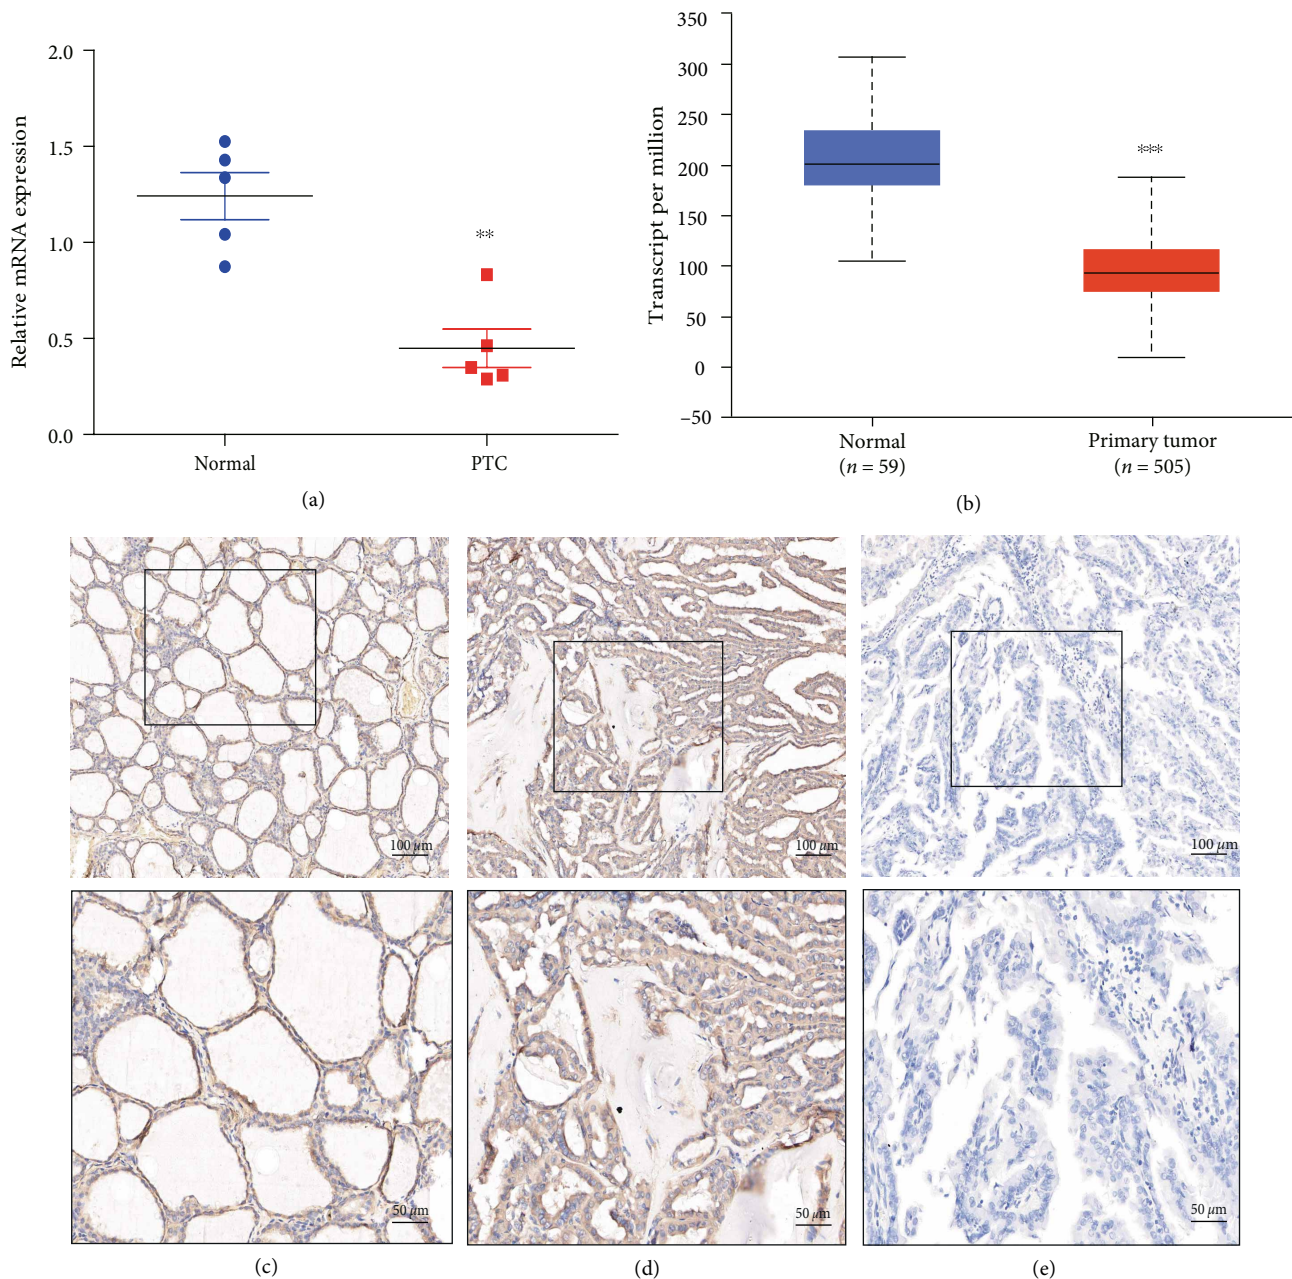 Relative mRNA expression
2.0
1.5
1.0
0.5
0.0
**
Normal
PTC
(a)
Transcript per million
350
300
250
200
150
100
50
0
−50
***
Normal
(n = 59)
Primary tumor
(n = 505)
(b)
100 μm
100 μm
100 μm
50 μm
50 μm
50 μm
(c)
(d)
(e)